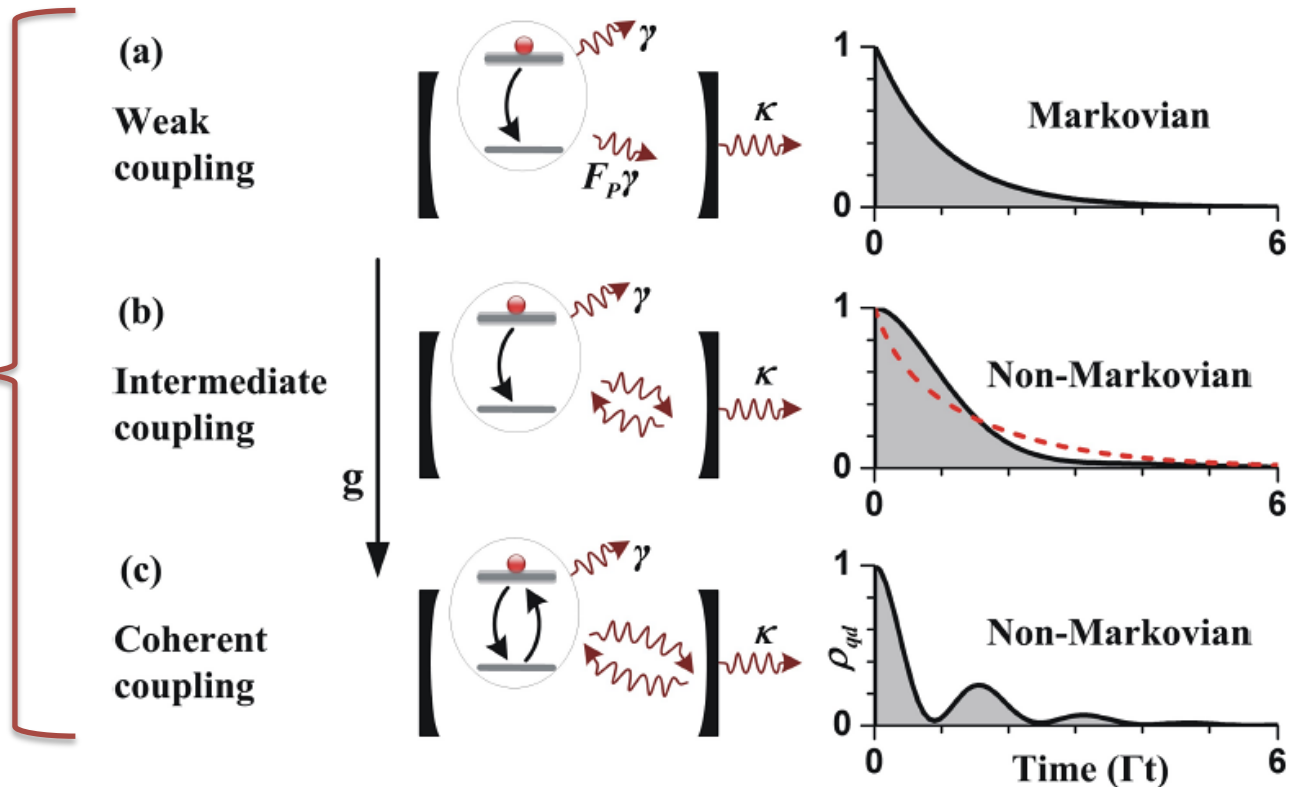 (a)
Weak
coupling
γ
F_Pγ
κ
1
Markovian
0
0
6
(b)
Intermediate
coupling
γ
κ
1
Non-Markovian
0
0
6
g
(c)
Coherent
coupling
γ
κ
1
ρ_qd
Non-Markovian
0
0
6
Time (Γt)